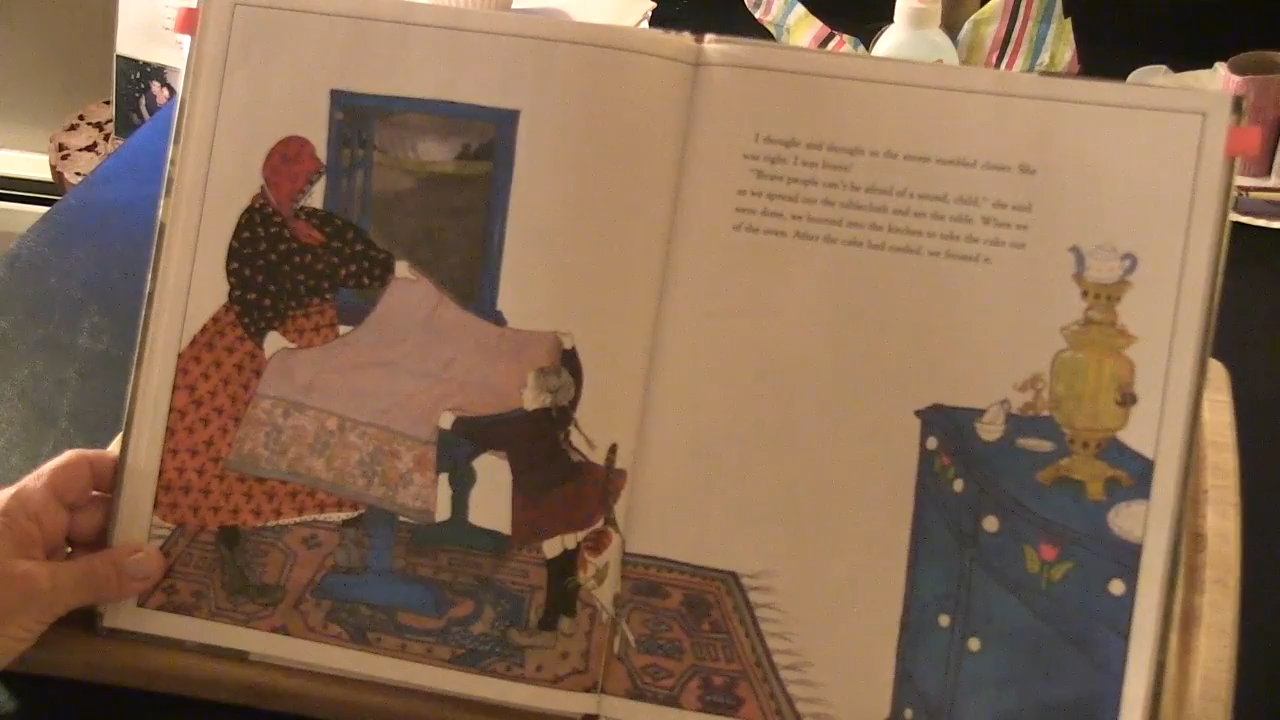 I thought and thought as the storm rumbled closer. She
was right. I was brave!
"Brave people can't be afraid of a sound, child," she said
as we spread out the tablecloth and set the table. When we
were done, we hurried into the kitchen to take the cake out
of the oven. After the cake had cooled, we frosted it.